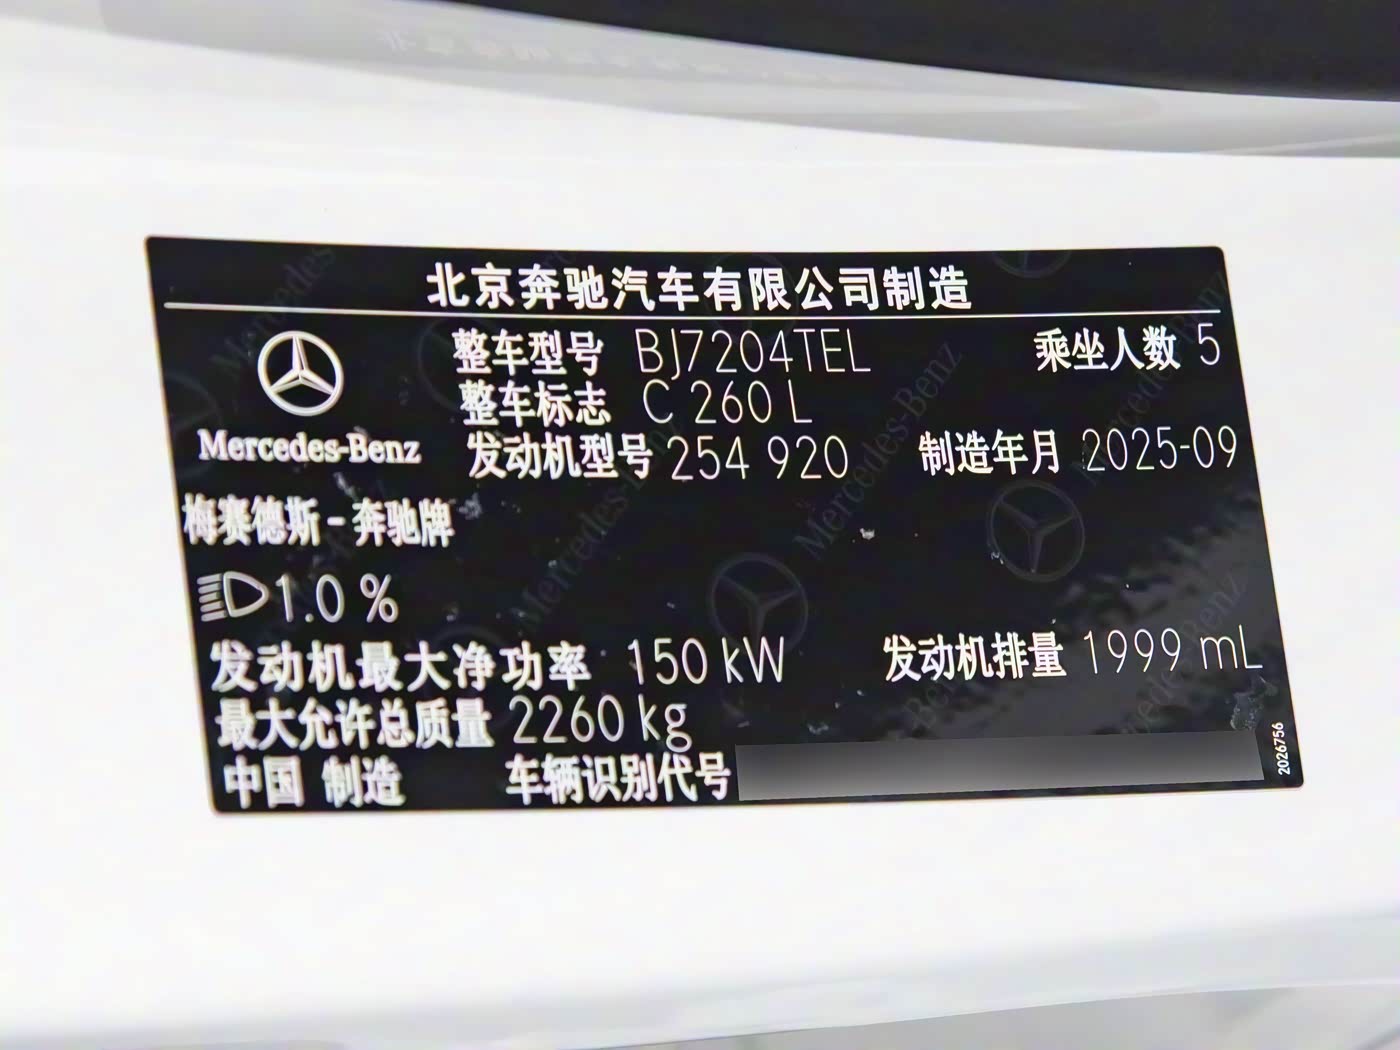 北京奔驰汽车有限公司制造
整车型号 BJ7204TEL 乘坐人数 5
整车标志 C 260 L
Mercedes-Benz
发动机型号 254 920 制造年月 2025-09
梅赛德斯-奔驰牌
1.0 %
发动机最大净功率 150 kW 发动机排量 1999 mL
最大允许总质量 2260 kg
中国 制造 车辆识别代号
2026756